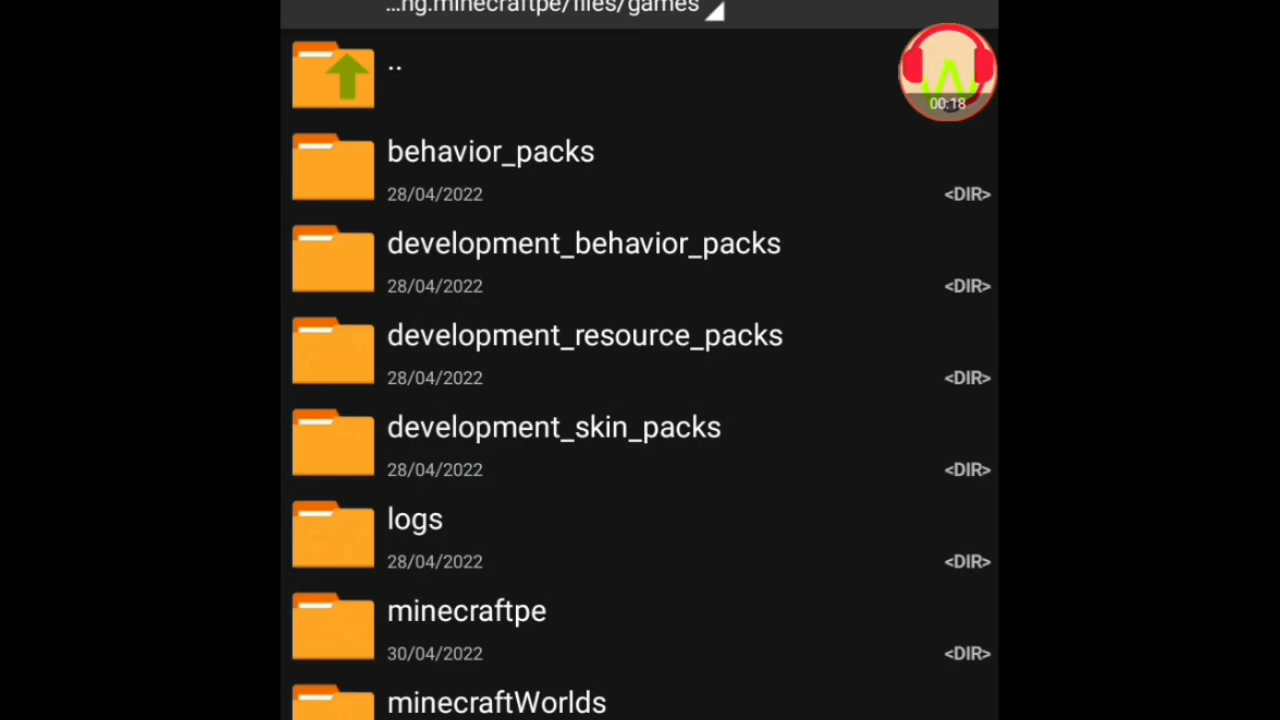 ...ng.minecraftpe/files/games
..
00:18
behavior_packs
28/04/2022 <DIR>
development_behavior_packs
28/04/2022 <DIR>
development_resource_packs
28/04/2022 <DIR>
development_skin_packs
28/04/2022 <DIR>
logs
28/04/2022 <DIR>
minecraftpe
30/04/2022 <DIR>
minecraftWorlds